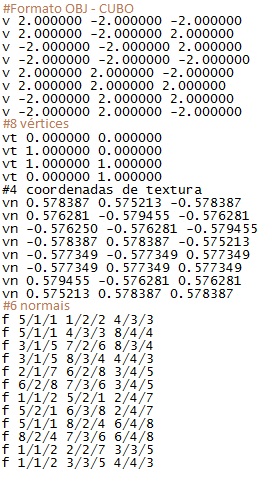 #Formato OBJ - CUBO
v 2.000000 -2.000000 -2.000000
v 2.000000 -2.000000 2.000000
v -2.000000 -2.000000 2.000000
v -2.000000 -2.000000 -2.000000
v 2.000000 2.000000 -2.000000
v -2.000000 2.000000 -2.000000
v -2.000000 2.000000 2.000000
v 2.000000 2.000000 2.000000
#8 vértices
vt 0.000000 0.000000
vt 1.000000 0.000000
vt 1.000000 1.000000
vt 0.000000 1.000000
#4 coordenadas de textura
vn 0.578387 0.575213 -0.578387
vn 0.576281 -0.579455 -0.576281
vn -0.576250 -0.576281 -0.579455
vn -0.578387 0.578387 -0.575213
vn -0.577349 -0.577349 0.577349
vn -0.577349 0.577349 0.577349
vn 0.579455 -0.576281 0.576281
vn 0.575213 0.578387 0.578387
#6 normais
f 5/1/1 1/2/2 4/3/3
f 5/1/1 4/3/3 8/4/4
f 3/1/5 7/2/6 8/3/4
f 3/1/5 8/3/4 4/4/3
f 2/1/7 6/2/8 3/4/5
f 6/2/8 7/3/6 3/4/5
f 1/1/2 5/2/1 2/4/7
f 5/2/1 6/3/8 2/4/7
f 5/1/1 8/2/4 6/4/8
f 8/2/4 7/3/6 6/4/8
f 1/1/2 2/2/7 3/3/5
f 1/1/2 3/3/5 4/4/3